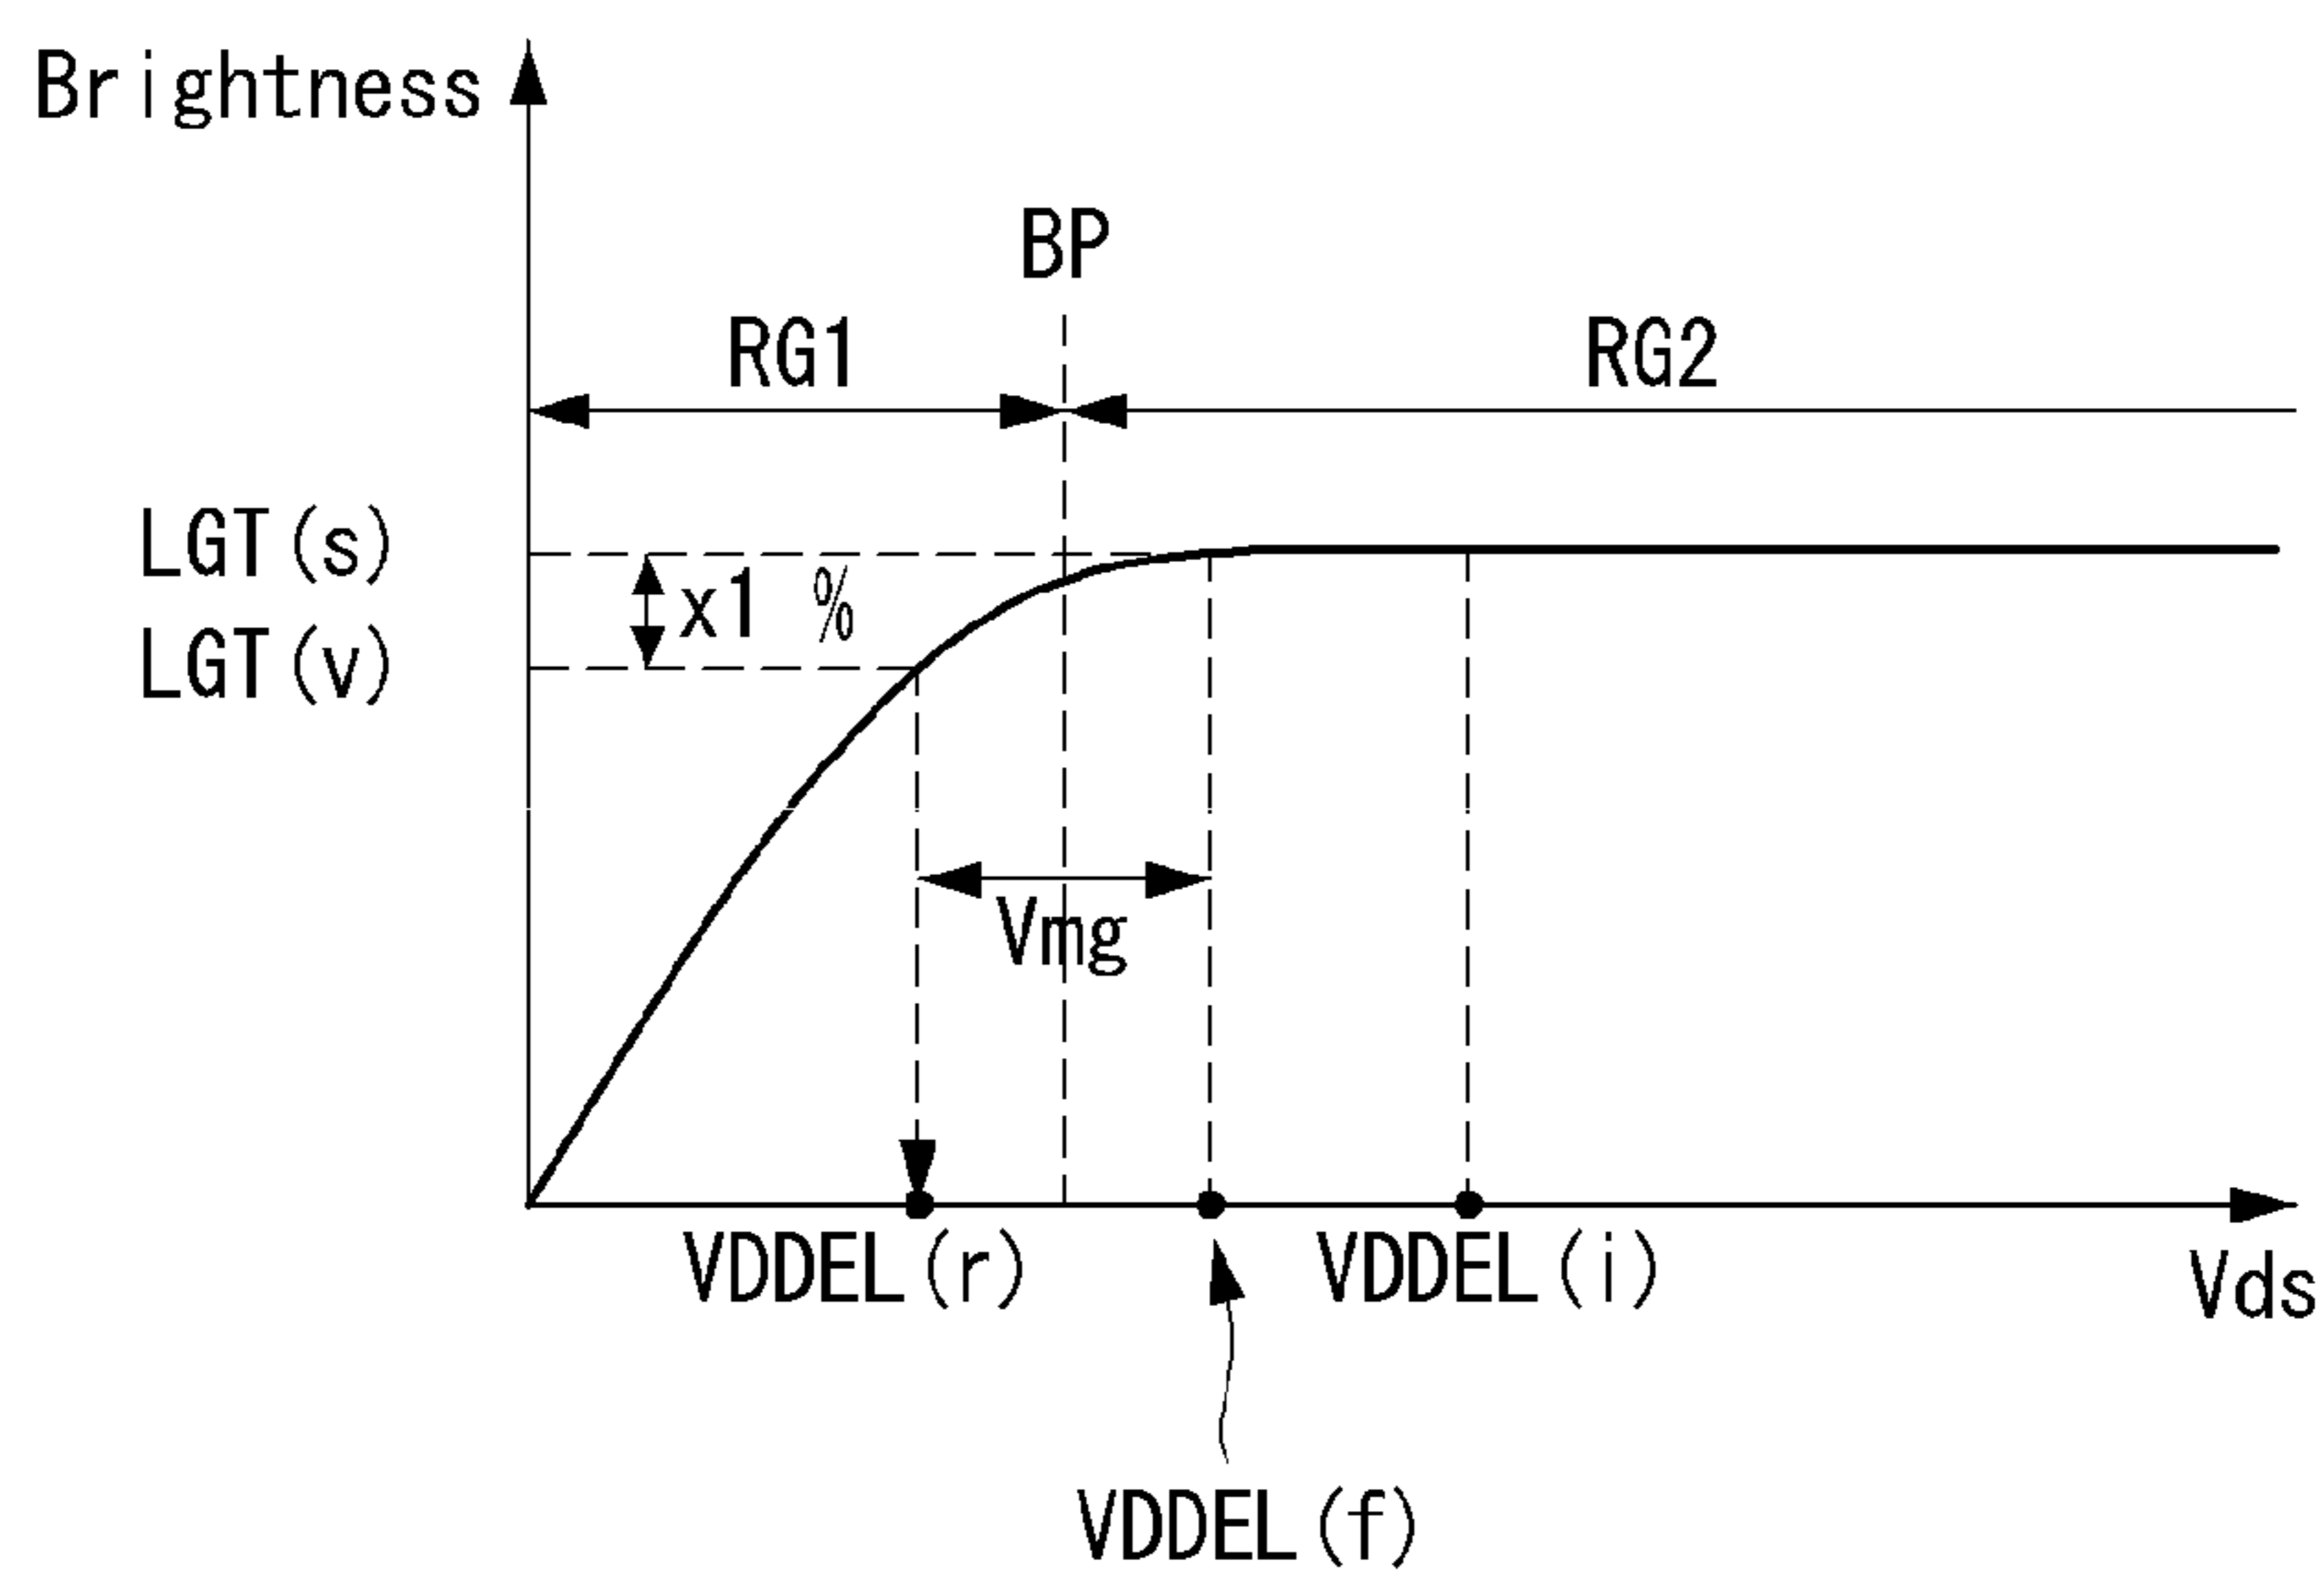 Brightness
BP
RG1
RG2
LGT(s)
x1 %
LGT(v)
Vmg
VDDEL(r)
VDDEL(i)
Vds
VDDEL(f)